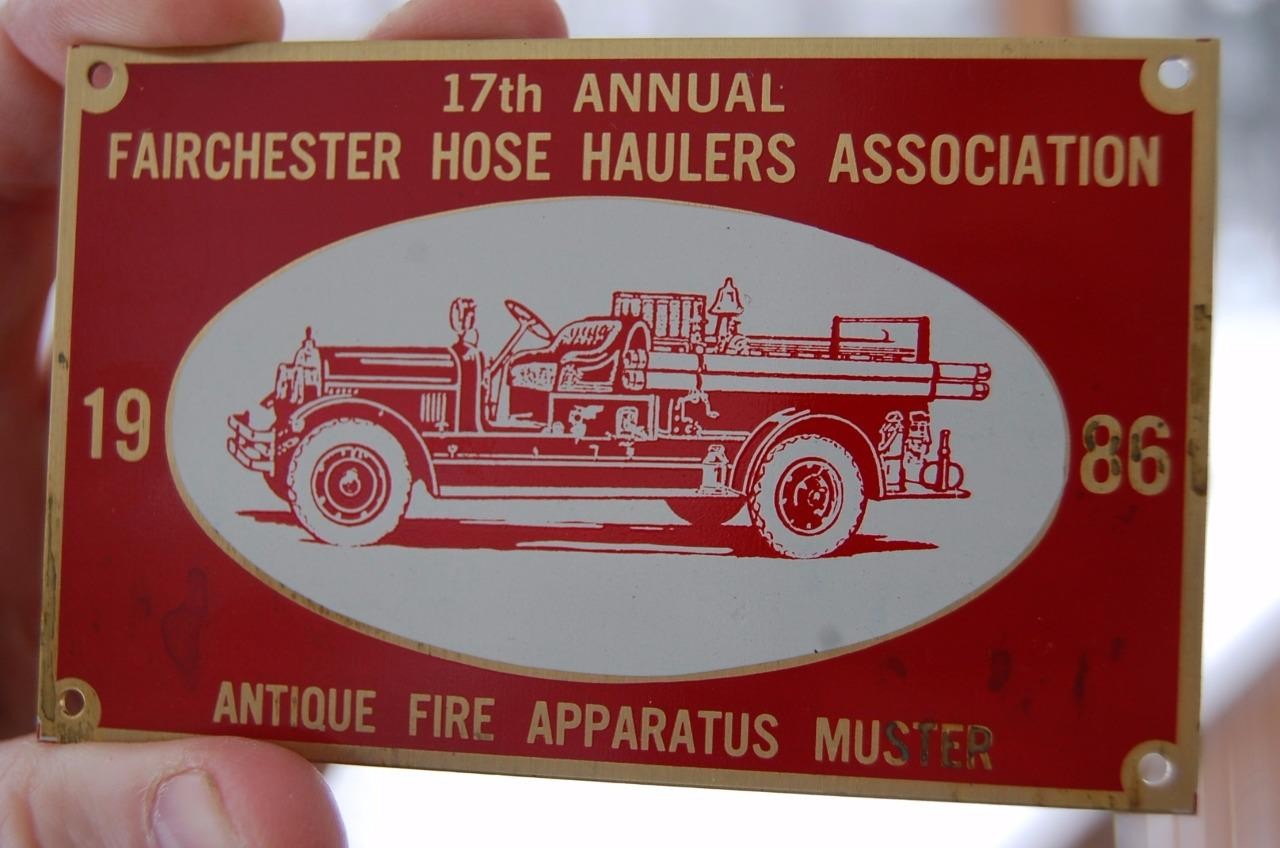 17th ANNUAL
FAIRCHESTER HOSE HAULERS ASSOCIATION
19 86
ANTIQUE FIRE APPARATUS MUSTER